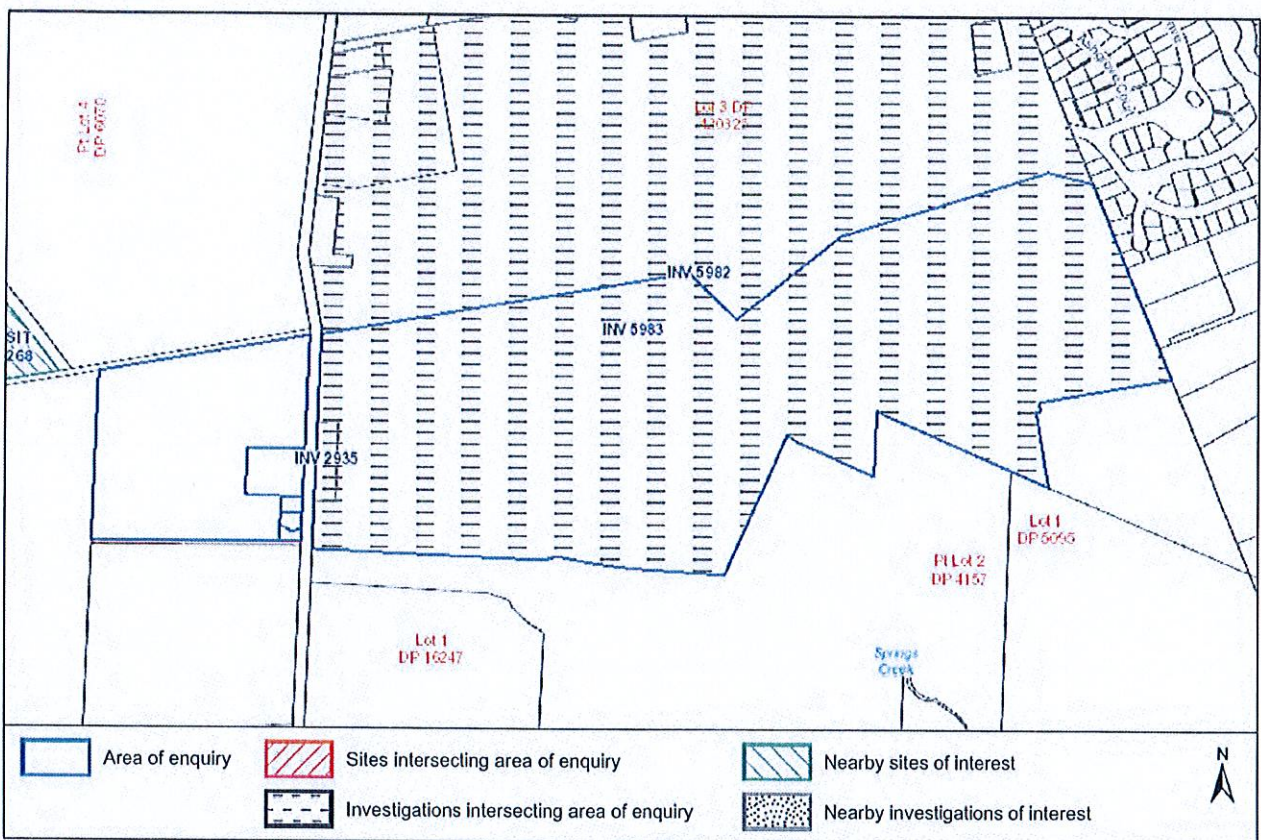 Pt Lot 4
DP 6070
Lot 3 DP
INV 5982
INV 5983
SIT
268
INV 2935
Lot 1
DP 5095
Pt Lot 2
DP 4157
Lot 1
DP 16247
Springs
Creek
Area of enquiry
Sites intersecting area of enquiry
Nearby sites of interest
N
Investigations intersecting area of enquiry
Nearby investigations of interest